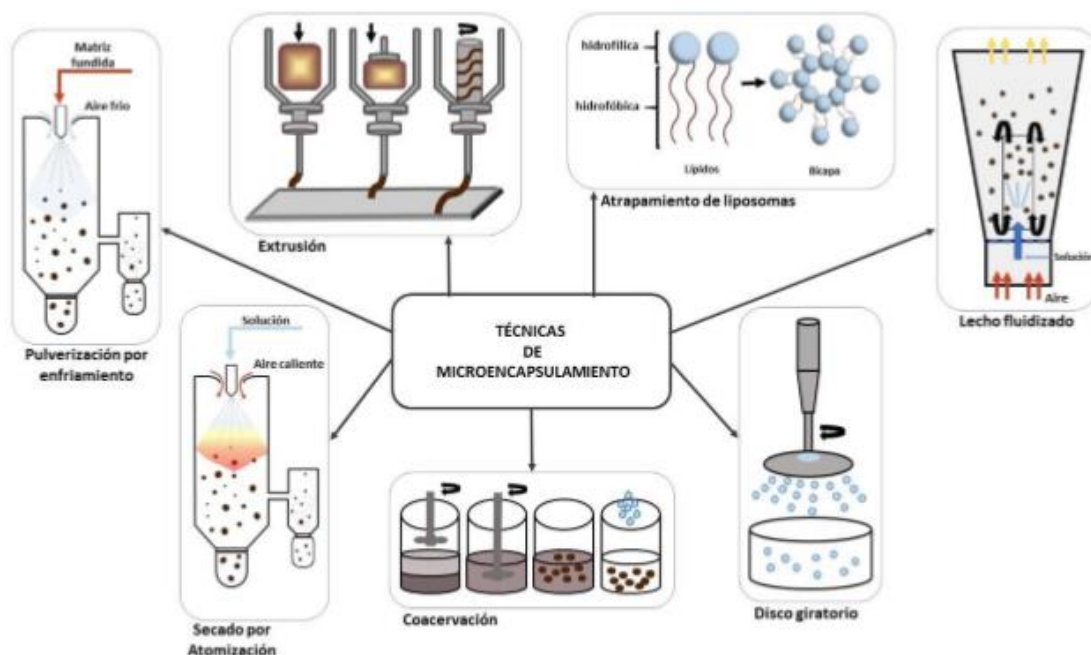 Matriz
fundida
Aire frio
Pulverización por
enfriamiento
Extrusión
hidrofílica
hidrofóbica
Lípidos
Bicapa
Atrapamiento de liposomas
Solución
Aire
Lecho fluidizado
TÉCNICAS
DE
MICROENCAPSULAMIENTO
Solución
Aire caliente
Secado por
Atomización
Coacervación
Disco giratorio